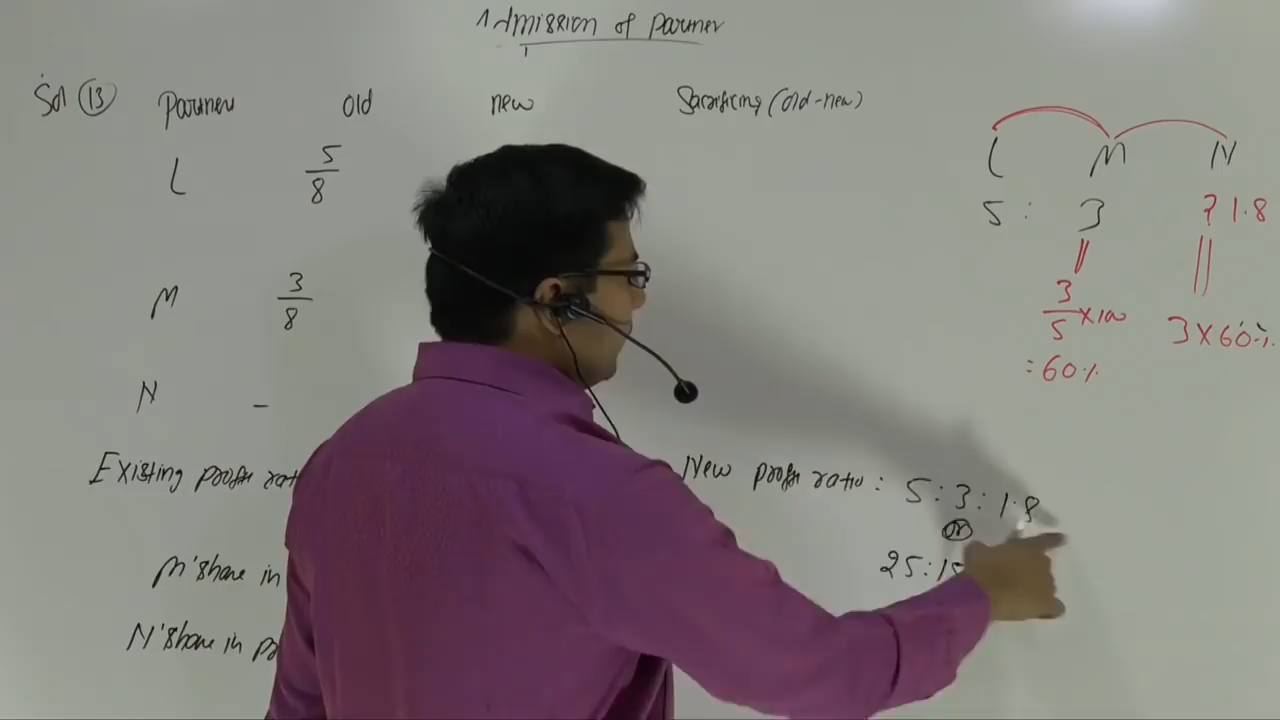 Admission of Partner
Sol (13) Partner old new Sacrificing (old-new)
L 5/8
M 3/8
N -
L M N
5 : 3 ? 1.8
3/5 × 100 3 × 60%
= 60%
Existing profit New profit ratio : 5 : 3 : 1.8
or
M's share in 25 :
N's share in